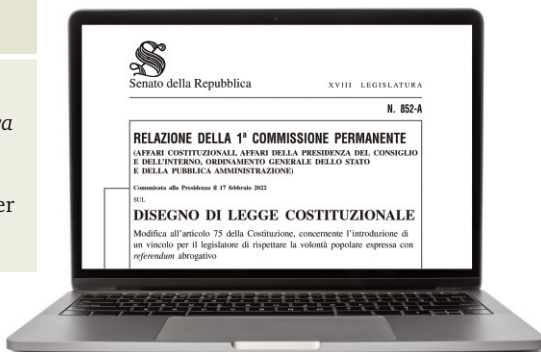 va
er
Senato della Repubblica
XVIII LEGISLATURA
N. 852-A
RELAZIONE DELLA 1ª COMMISSIONE PERMANENTE
(AFFARI COSTITUZIONALI, AFFARI DELLA PRESIDENZA DEL CONSIGLIO
E DELL'INTERNO, ORDINAMENTO GENERALE DELLO STATO
E DELLA PUBBLICA AMMINISTRAZIONE)
Comunicata alla Presidenza il 17 febbraio 2022
SUL
DISEGNO DI LEGGE COSTITUZIONALE
Modifica all'articolo 75 della Costituzione, concernente l'introduzione di
un vincolo per il legislatore di rispettare la volontà popolare espressa con
referendum abrogativo